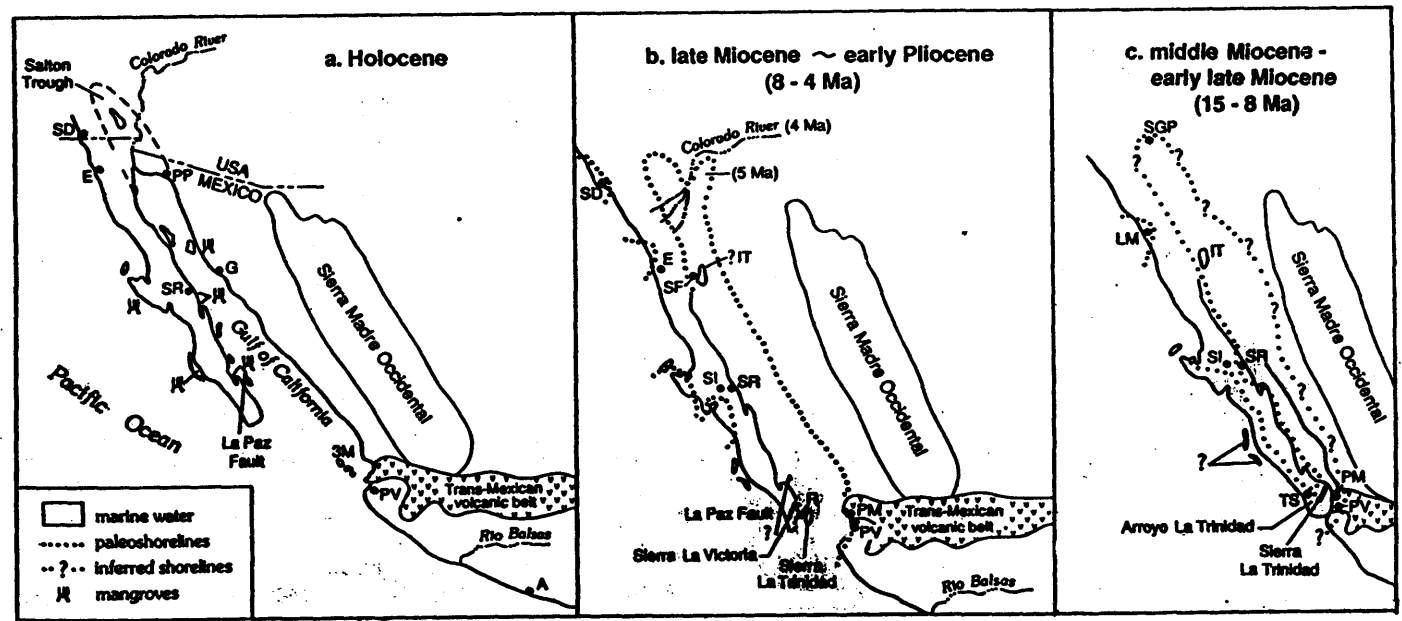 a. Holocene
Colorado River
Salton
Trough
SD
E
PP
USA
MEXICO
G
SR
Gulf of California
Sierra Madre Occidental
Pacific
Ocean
La Paz
Fault
3M
PV
Trans-Mexican
volcanic belt
Rio Balsas
A
marine water
paleoshorelines
?
inferred shorelines
mangroves
b. late Miocene ~ early Pliocene
(8 - 4 Ma)
Colorado River (4 Ma)
(5 Ma)
SD
E
? IT
SF
SI
SR
Sierra Madre Occidental
La Paz Fault
?
PM
PV
Trans-Mexican
volcanic belt
Sierra La Victoria
Sierra
La Trinidad
Rio Balsas
c. middle Miocene -
early late Miocene
(15 - 8 Ma)
SGP
?
?
?
LM
IT
?
?
Sierra Madre Occidental
SI
SR
?
?
?
PM
TS
PV
Arroyo La Trinidad
?
Sierra
La Trinidad